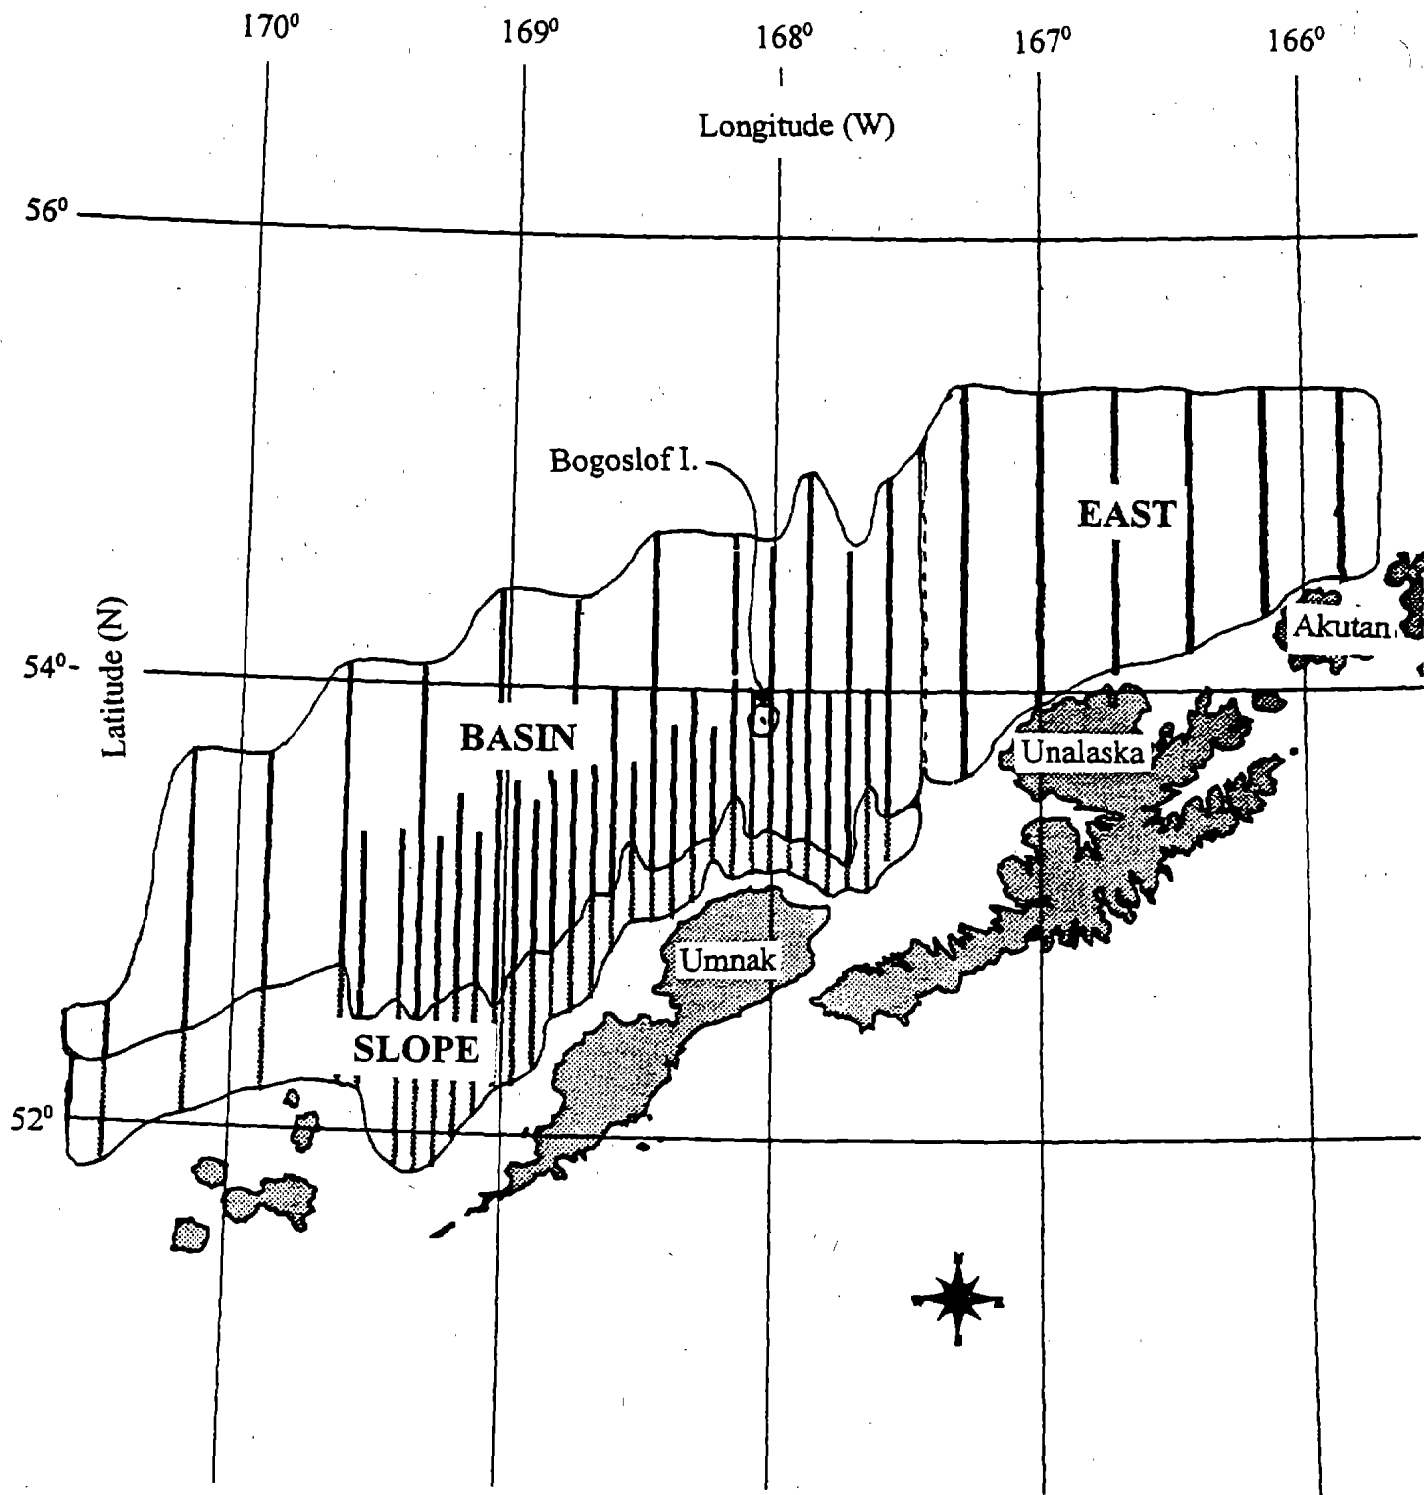 170⁰ 169⁰ 168⁰ 167⁰ 166⁰
Longitude (W)
56⁰
Bogoslof I.
EAST
Akutan
54⁰-
Latitude (N)
BASIN
Unalaska
Umnak
SLOPE
52⁰
N
W